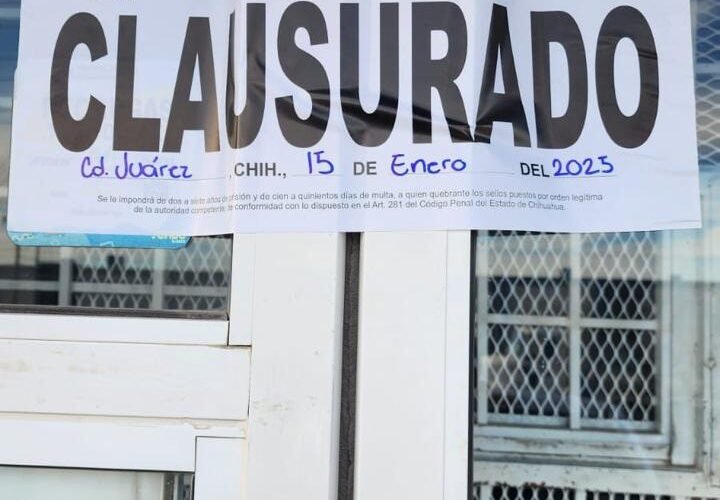 CLAUSURADO
Cd. Juárez , CHIH., 15 DE Enero DEL 2025
Se le impondrá de dos a siete años de prisión y de cien a quinientos días de multa, a quien quebrante los sellos puestos por orden legítima
de la autoridad competente, de conformidad con lo dispuesto en el Art. 281 del Código Penal del Estado de Chihuahua.